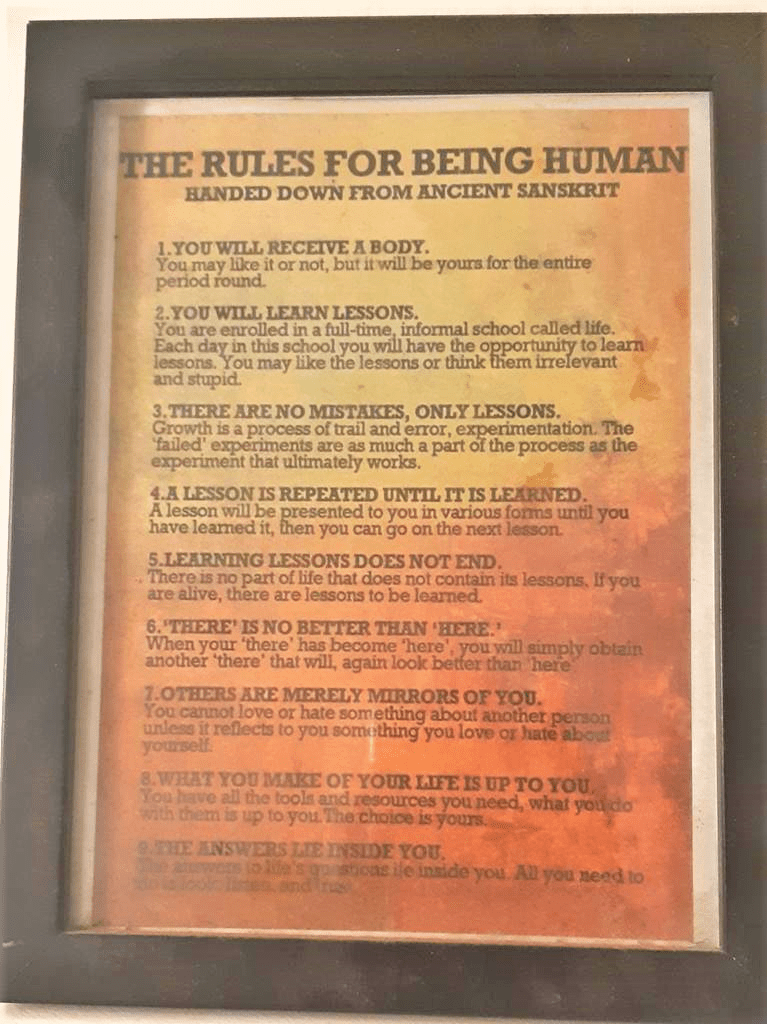 THE RULES FOR BEING HUMAN
HANDED DOWN FROM ANCIENT SANSKRIT
1.YOU WILL RECEIVE A BODY.
You may like it or not, but it will be yours for the entire
period round.
2.YOU WILL LEARN LESSONS.
You are enrolled in a full-time, informal school called life.
Each day in this school you will have the opportunity to learn
lessons. You may like the lessons or think them irrelevant
and stupid.
3.THERE ARE NO MISTAKES, ONLY LESSONS.
Growth is a process of trail and error, experimentation. The
'failed' experiments are as much a part of the process as the
experiment that ultimately works.
4.A LESSON IS REPEATED UNTIL IT IS LEARNED.
A lesson will be presented to you in various forms until you
have learned it, then you can go on the next lesson.
5.LEARNING LESSONS DOES NOT END.
There is no part of life that does not contain its lessons. If you
are alive, there are lessons to be learned.
6.'THERE' IS NO BETTER THAN 'HERE.'
When your 'there' has become 'here', you will simply obtain
another 'there' that will, again look better than 'here'
7.OTHERS ARE MERELY MIRRORS OF YOU.
You cannot love or hate something about another person
unless it reflects to you something you love or hate about
yourself.
8.WHAT YOU MAKE OF YOUR LIFE IS UP TO YOU.
You have all the tools and resources you need, what you do
with them is up to you.The choice is yours.
9.THE ANSWERS LIE INSIDE YOU.
The answers to life's questions lie inside you. All you need to
do is look, listen, and trust.